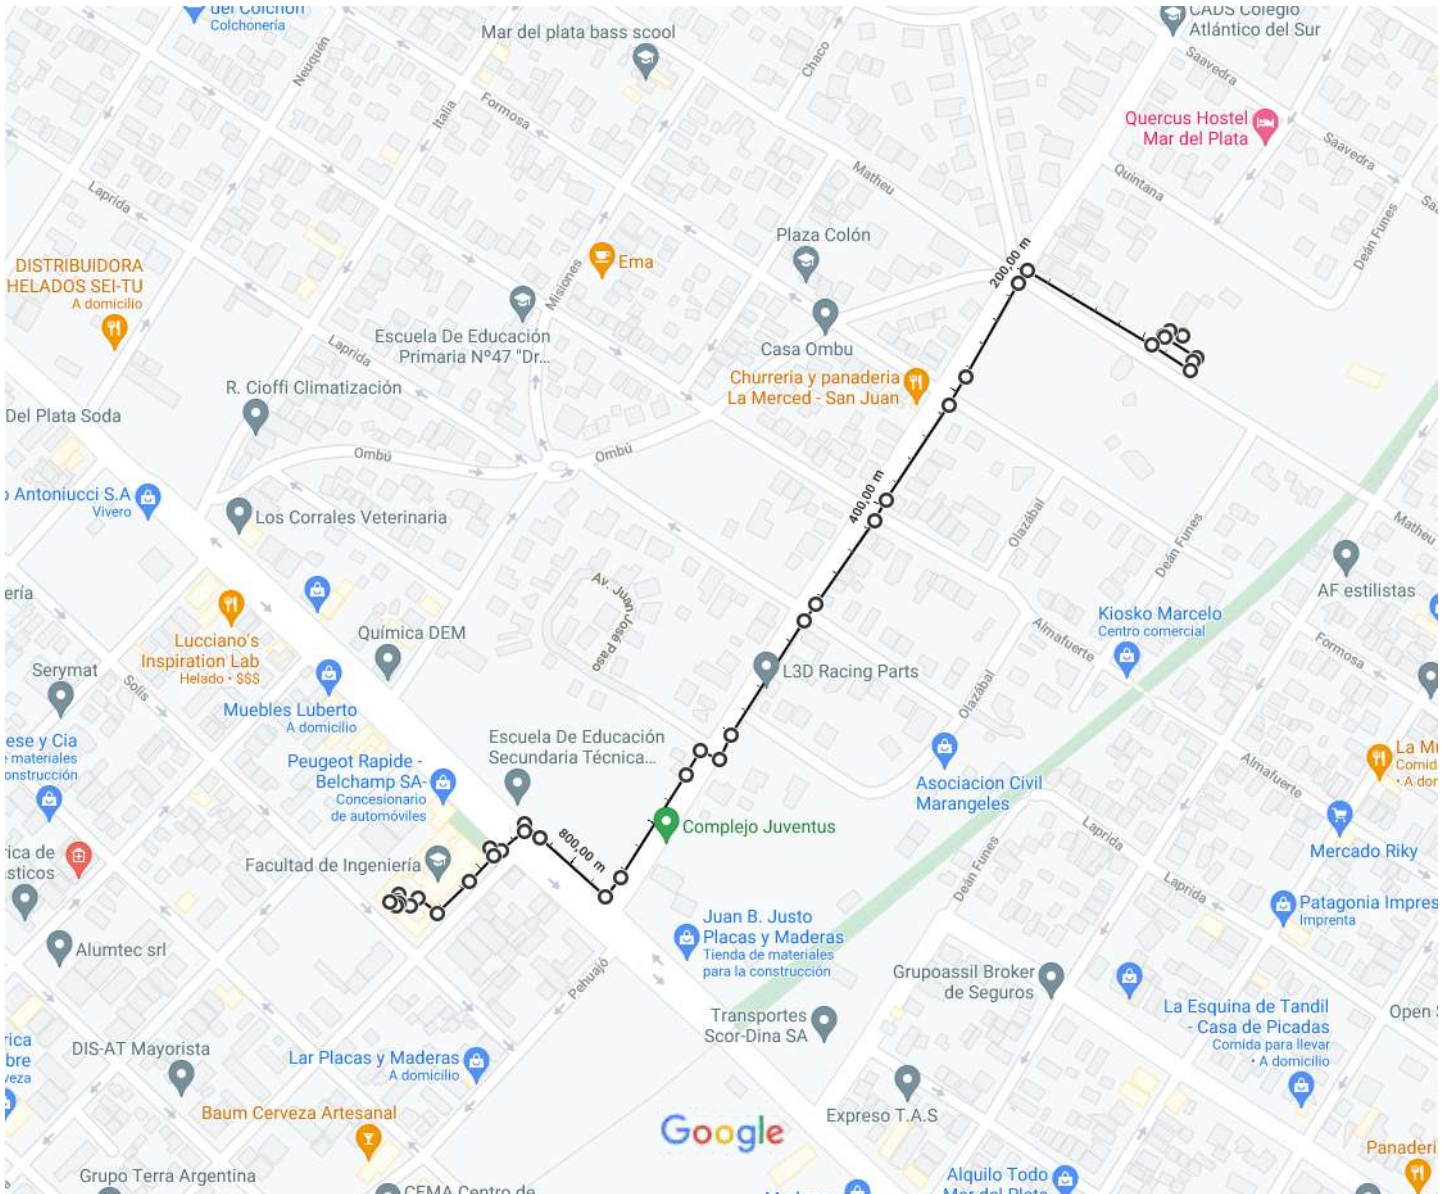 del Colchón
Colchonería
Neuquén
Mar del plata bass scool
Italia
Formosa
Chaco
CADS Colegio
Atlántico del Sur
Saavedra
Quercus Hostel
Mar del Plata
Saavedra
Matheu
Quintana
Laprida
Deán Funes
DISTRIBUIDORA
HELADOS SEI-TU
A domicilio
Ema
Misiones
Plaza Colón
200,00 m
Escuela De Educación
Primaria Nº47 "Dr...
Laprida
Casa Ombu
Churreria y panaderia
La Merced - San Juan
R. Cioffi Climatización
Del Plata Soda
Ombú
Ombú
Antoniucci S.A
Vivero
Los Corrales Veterinaria
400,00 m
Olazábal
Deán Funes
Matheu
AF estilistas
Av. Juan José Paso
Química DEM
Lucciano's
Inspiration Lab
Helado • $$$
Kiosko Marcelo
Centro comercial
Almafuerte
Formosa
Serymat
Solis
L3D Racing Parts
Olazábal
Muebles Luberto
A domicilio
Escuela De Educación
Secundaria Técnica...
ese y Cia
materiales
Peugeot Rapide -
Belchamp SA-
Concesionario
de automóviles
Asociacion Civil
Marangeles
Almafuerte
Complejo Juventus
800,00 m
Laprida
Mercado Riky
Facultad de Ingeniería
Deán Funes
Laprida
Patagonia Impres
Imprenta
Juan B. Justo
Placas y Maderas
Tienda de materiales
para la construcción
Alumtec srl
Pehuajó
Grupoassil Broker
de Seguros
Transportes
Scor-Dina SA
La Esquina de Tandil
- Casa de Picadas
Comida para llevar
• A domicilio
Open
DIS-AT Mayorista
Lar Placas y Maderas
A domicilio
Baum Cerveza Artesanal
Expreso T.A.S
Google
Panaderi
Grupo Terra Argentina
CEMA Centro de
Alquilo Todo
Mar del Plata